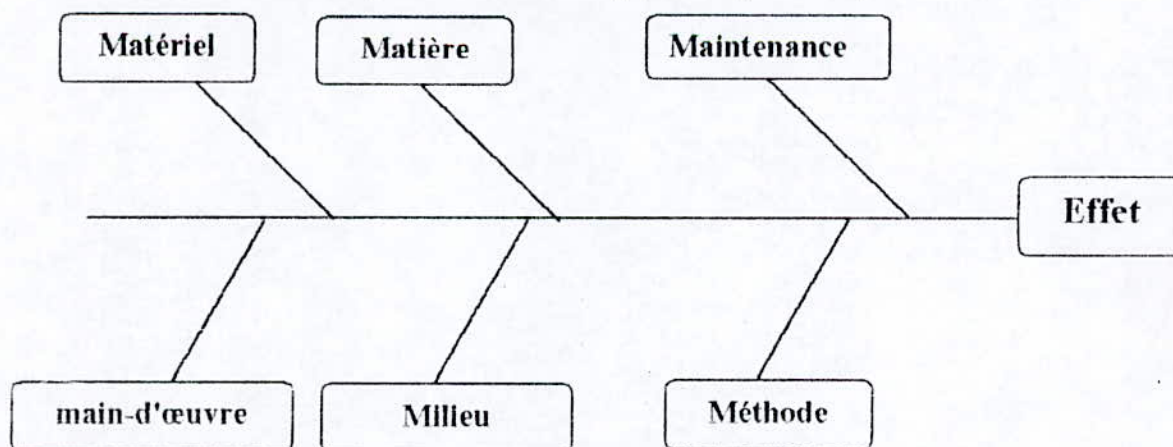 Matériel
Matière
Maintenance
Effet
main-d'œuvre
Milieu
Méthode